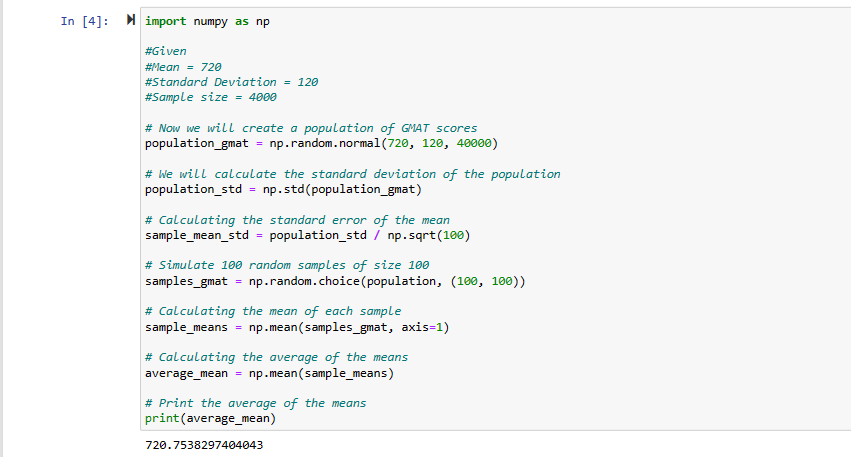 In [4]:
import numpy as np
#Given
#Mean = 720
#Standard Deviation = 120
#Sample size = 4000
# Now we will create a population of GMAT scores
population_gmat = np.random.normal(720, 120, 40000)
# We will calculate the standard deviation of the population
population_std = np.std(population_gmat)
# Calculating the standard error of the mean
sample_mean_std = population_std / np.sqrt(100)
# Simulate 100 random samples of size 100
samples_gmat = np.random.choice(population, (100, 100))
# Calculating the mean of each sample
sample_means = np.mean(samples_gmat, axis=1)
# Calculating the average of the means
average_mean = np.mean(sample_means)
# Print the average of the means
print(average_mean)
720.7538297404043